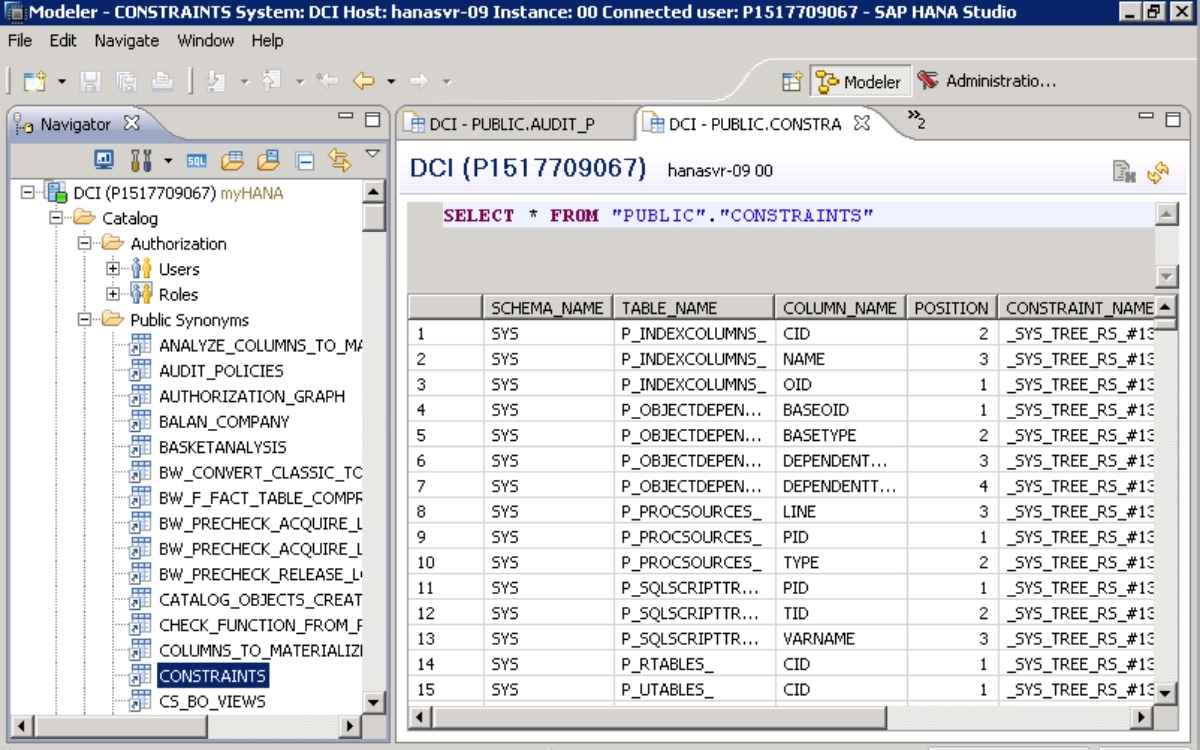 Modeler - CONSTRAINTS System: DCI Host: hanasvr-09 Instance: 00 Connected user: P1517709067 - SAP HANA Studio
File Edit Navigate Window Help
Modeler Administratio...
Navigator
SQL
DCI (P1517709067) myHANA
Catalog
Authorization
Users
Roles
Public Synonyms
ANALYZE_COLUMNS_TO_MA
AUDIT_POLICIES
AUTHORIZATION_GRAPH
BALAN_COMPANY
BASKETANALYSIS
BW_CONVERT_CLASSIC_TO
BW_F_FACT_TABLE_COMPR
BW_PRECHECK_ACQUIRE_L
BW_PRECHECK_ACQUIRE_L
BW_PRECHECK_RELEASE_L
CATALOG_OBJECTS_CREAT
CHECK_FUNCTION_FROM_P
COLUMNS_TO_MATERIALIZ
CONSTRAINTS
CS_BO_VIEWS
DCI - PUBLIC.AUDIT_P DCI - PUBLIC.CONSTRA »2
DCI (P1517709067) hanasvr-09 00
SELECT * FROM "PUBLIC"."CONSTRAINTS"
SCHEMA_NAME TABLE_NAME COLUMN_NAME POSITION CONSTRAINT_NAME
1 SYS P_INDEXCOLUMNS_ CID 2 _SYS_TREE_RS_#13
2 SYS P_INDEXCOLUMNS_ NAME 3 _SYS_TREE_RS_#13
3 SYS P_INDEXCOLUMNS_ OID 1 _SYS_TREE_RS_#13
4 SYS P_OBJECTDEPEN... BASEOID 1 _SYS_TREE_RS_#13
5 SYS P_OBJECTDEPEN... BASETYPE 2 _SYS_TREE_RS_#13
6 SYS P_OBJECTDEPEN... DEPENDENT... 3 _SYS_TREE_RS_#13
7 SYS P_OBJECTDEPEN... DEPENDENTT... 4 _SYS_TREE_RS_#13
8 SYS P_PROCSOURCES_ LINE 3 _SYS_TREE_RS_#13
9 SYS P_PROCSOURCES_ PID 1 _SYS_TREE_RS_#13
10 SYS P_PROCSOURCES_ TYPE 2 _SYS_TREE_RS_#13
11 SYS P_SQLSCRIPTTR... PID 1 _SYS_TREE_RS_#13
12 SYS P_SQLSCRIPTTR... TID 2 _SYS_TREE_RS_#13
13 SYS P_SQLSCRIPTTR... VARNAME 3 _SYS_TREE_RS_#13
14 SYS P_RTABLES_ CID 1 _SYS_TREE_RS_#13
15 SYS P_UTABLES_ CID 1 _SYS_TREE_RS_#13